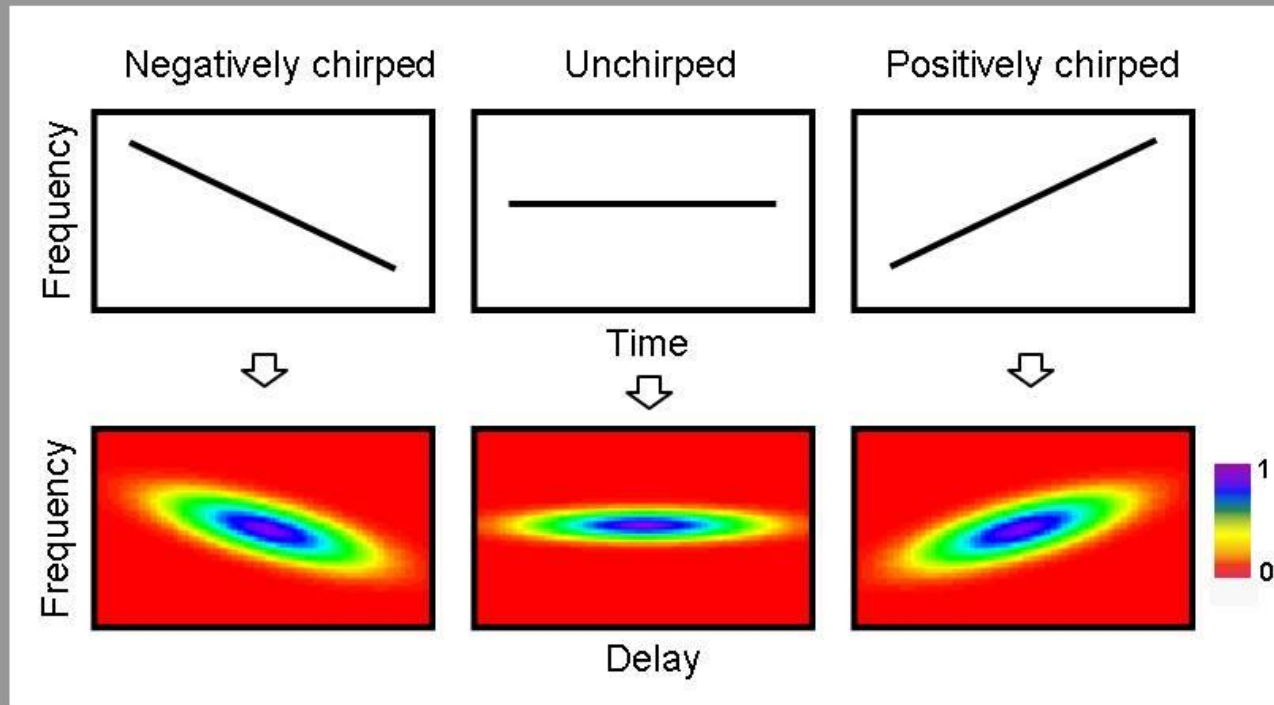 Negatively chirped
Unchirped
Positively chirped
Frequency
Time
Frequency
1
0
Delay